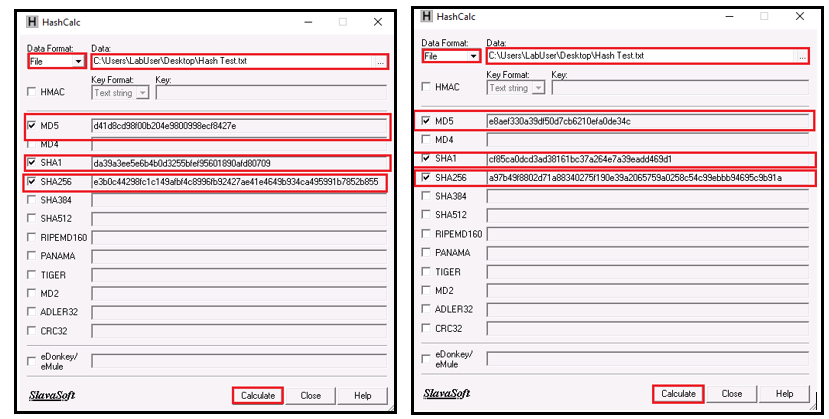 HashCalc
Data Format:
Data:
File
C:\Users\LabUser\Desktop\Hash Test.txt
...
Key Format:
Key:
HMAC
Text string
MD5
d41d8cd98f00b204e9800998ecf8427e
MD4
SHA1
da39a3ee5e6b4b0d3255bfef95601890afd80709
SHA256
e3b0c44298fc1c149afbf4c8996fb92427ae41e4649b934ca495991b7852b855
SHA384
SHA512
RIPEMD160
PANAMA
TIGER
MD2
ADLER32
CRC32
eDonkey/
eMule
SlavaSoft
Calculate
Close
Help
HashCalc
Data Format:
Data:
File
C:\Users\LabUser\Desktop\Hash Test.txt
...
Key Format:
Key:
HMAC
Text string
MD5
e8aef330a39df50d7cb6210efa0de34c
MD4
SHA1
cf85ca0dcd3ad38161bc37a264e7a39eadd469d1
SHA256
a97b49f8802d71a88340275f190e39a2065759a0258c54c99ebbb94695c9b91a
SHA384
SHA512
RIPEMD160
PANAMA
TIGER
MD2
ADLER32
CRC32
eDonkey/
eMule
SlavaSoft
Calculate
Close
Help